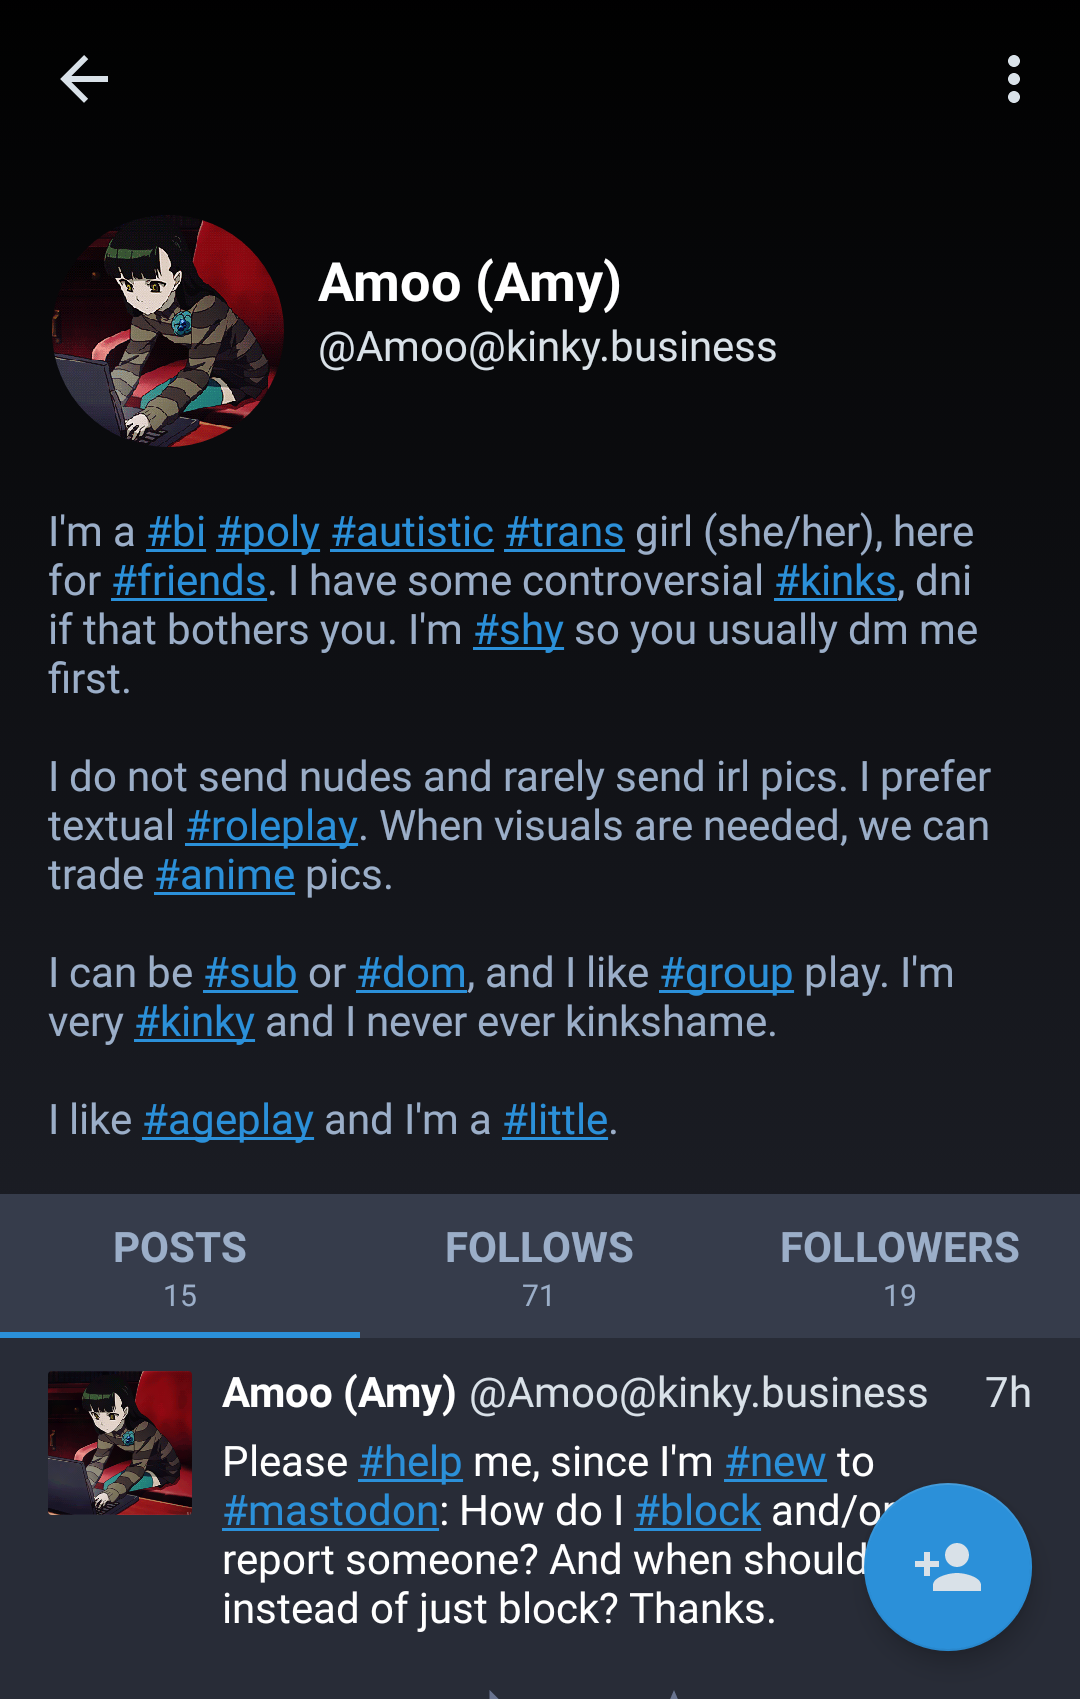 Amoo (Amy)
@Amoo@kinky.business
I'm a #bi #poly #autistic #trans girl (she/her), here
for #friends. I have some controversial #kinks, dni
if that bothers you. I'm #shy so you usually dm me
first.
I do not send nudes and rarely send irl pics. I prefer
textual #roleplay. When visuals are needed, we can
trade #anime pics.
I can be #sub or #dom, and I like #group play. I'm
very #kinky and I never ever kinkshame.
I like #ageplay and I'm a #little.
POSTS FOLLOWS FOLLOWERS
15 71 19
Amoo (Amy) @Amoo@kinky.business 7h
Please #help me, since I'm #new to
#mastodon: How do I #block and/or
report someone? And when should
instead of just block? Thanks.